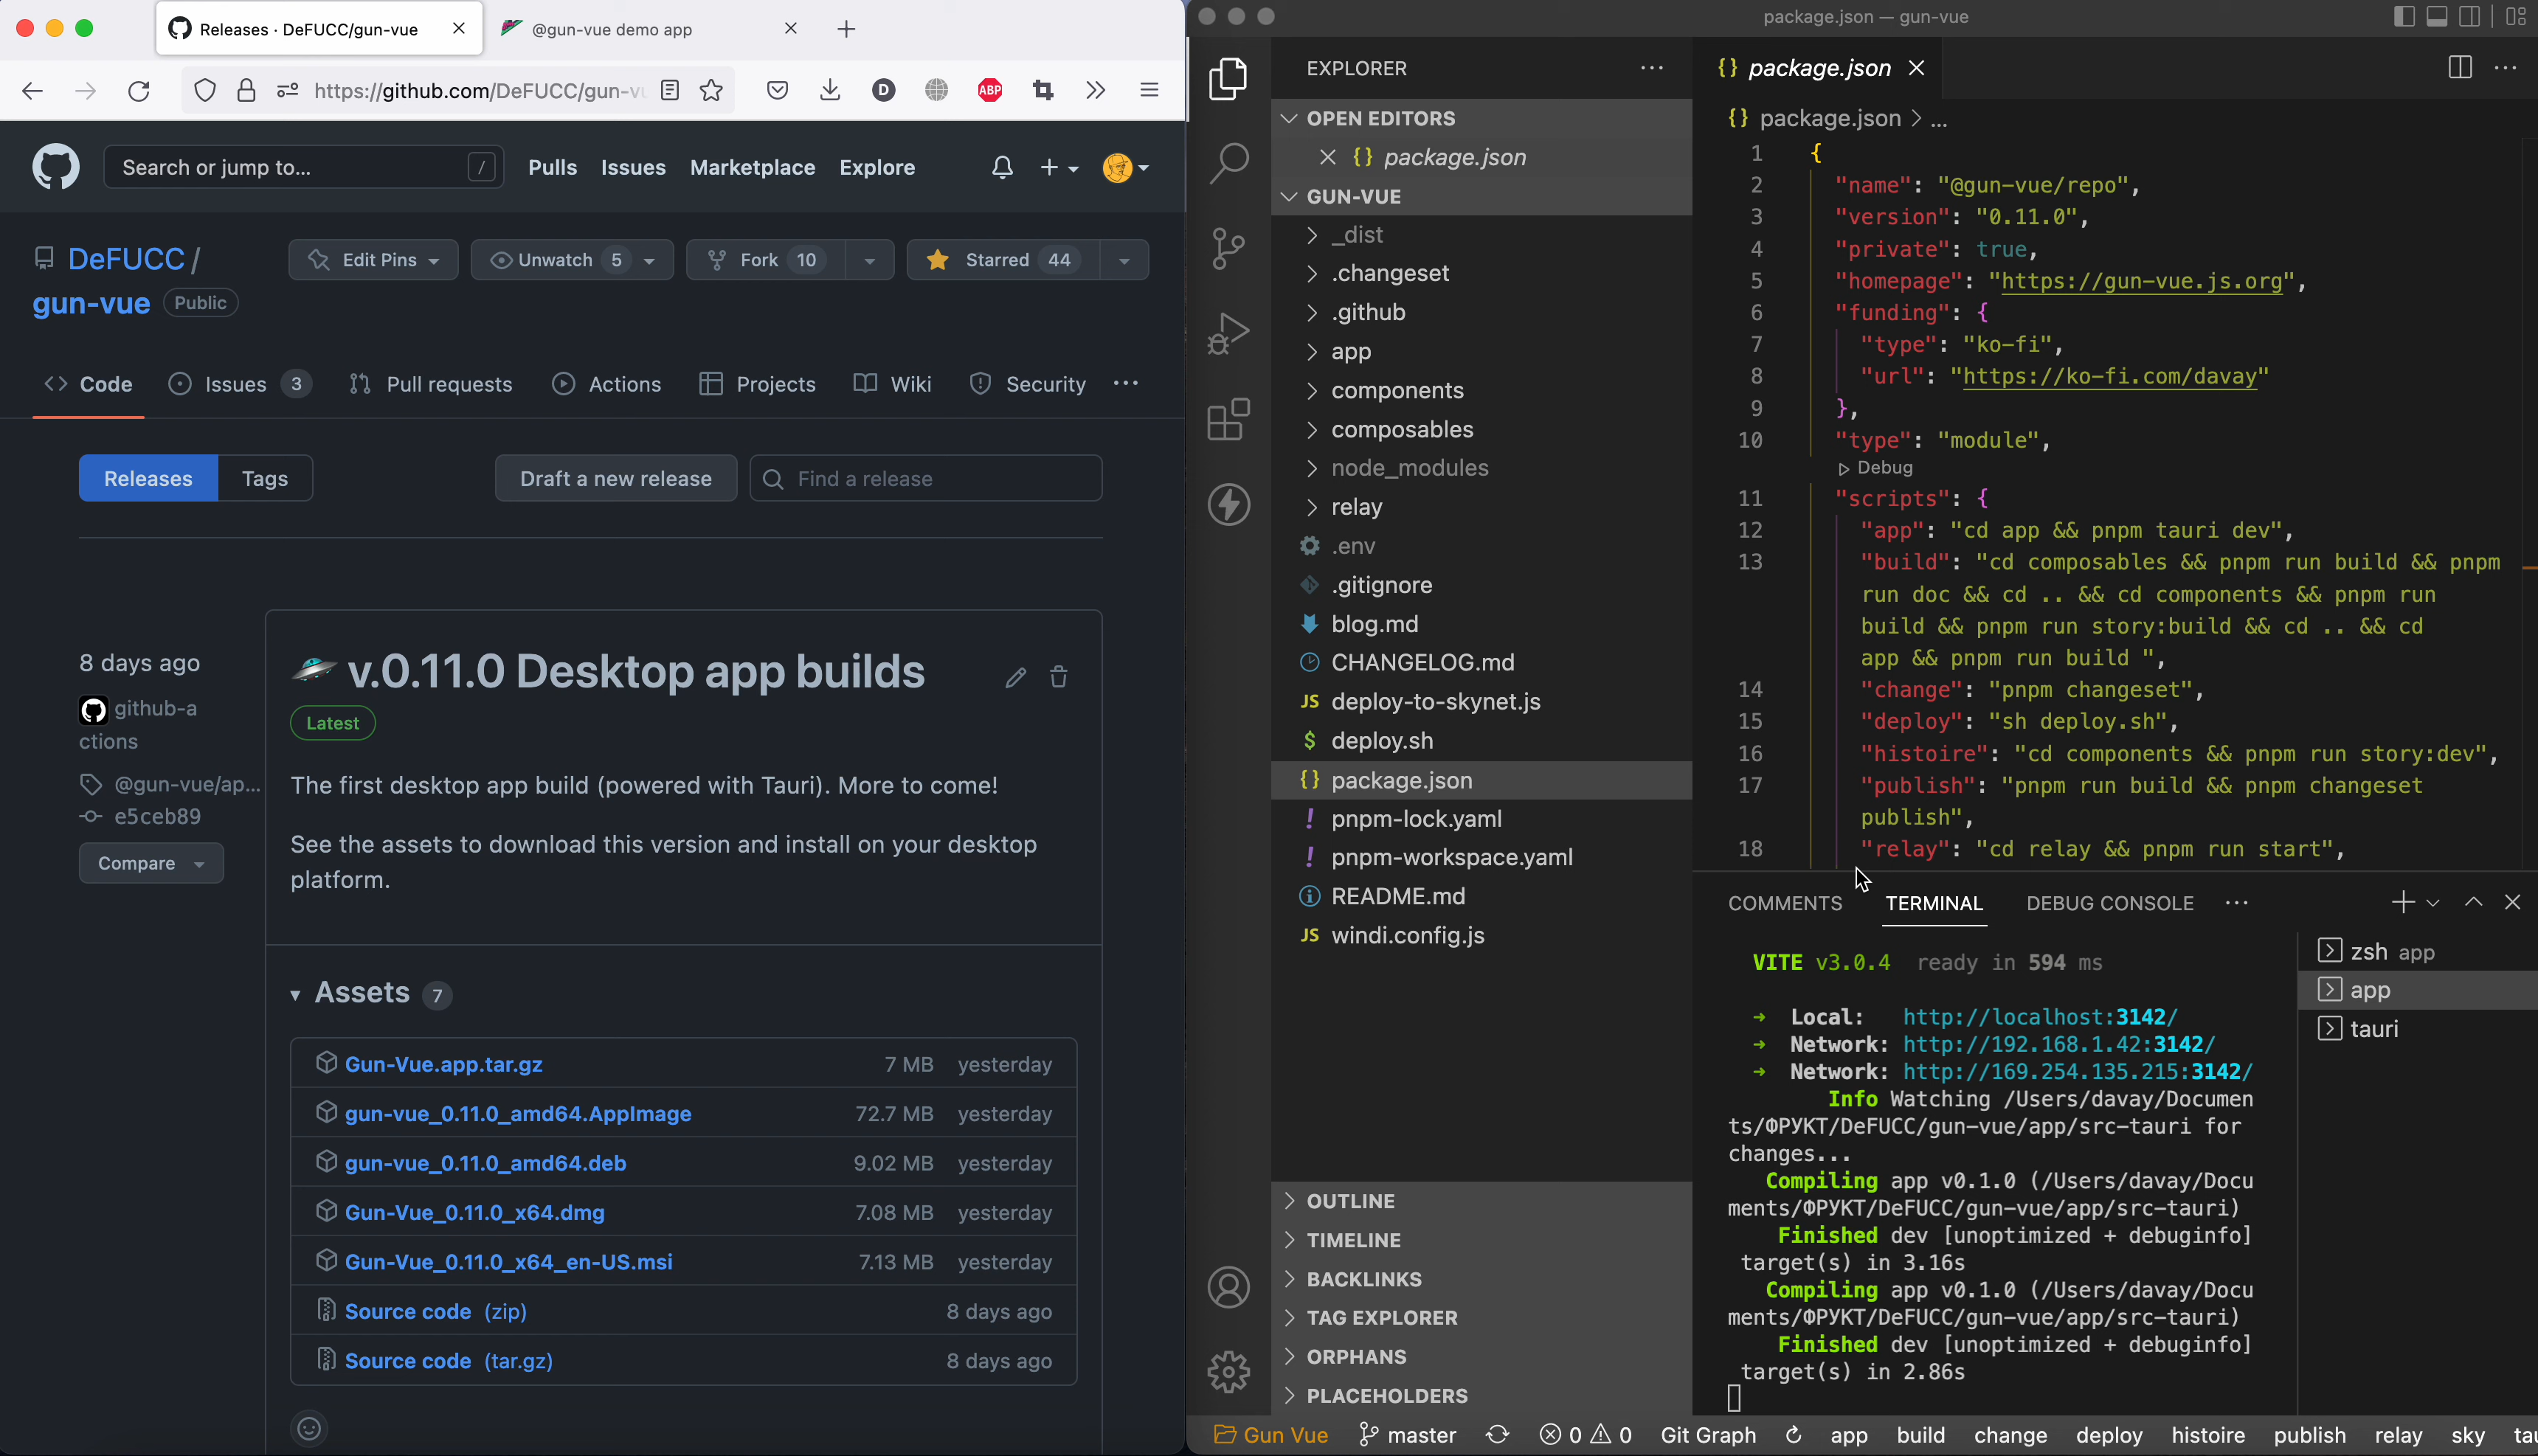 Releases · DeFUCC/gun-vue
@gun-vue demo app
https://github.com/DeFUCC/gun-v
D
ABP
Search or jump to...
/
Pulls
Issues
Marketplace
Explore
DeFUCC /
gun-vue
Public
Edit Pins
Unwatch 5
Fork 10
Starred 44
Code
Issues 3
Pull requests
Actions
Projects
Wiki
Security
Releases
Tags
Draft a new release
Find a release
8 days ago
github-a
ctions
@gun-vue/ap...
e5ceb89
Compare
v.0.11.0 Desktop app builds
Latest
The first desktop app build (powered with Tauri). More to come!
See the assets to download this version and install on your desktop
platform.
Assets 7
Gun-Vue.app.tar.gz 7 MB yesterday
gun-vue_0.11.0_amd64.AppImage 72.7 MB yesterday
gun-vue_0.11.0_amd64.deb 9.02 MB yesterday
Gun-Vue_0.11.0_x64.dmg 7.08 MB yesterday
Gun-Vue_0.11.0_x64_en-US.msi 7.13 MB yesterday
Source code (zip) 8 days ago
Source code (tar.gz) 8 days ago
package.json — gun-vue
EXPLORER
OPEN EDITORS
{} package.json
GUN-VUE
_dist
.changeset
.github
app
components
composables
node_modules
relay
.env
.gitignore
blog.md
CHANGELOG.md
JS deploy-to-skynet.js
$ deploy.sh
{} package.json
! pnpm-lock.yaml
! pnpm-workspace.yaml
README.md
JS windi.config.js
OUTLINE
TIMELINE
BACKLINKS
TAG EXPLORER
ORPHANS
PLACEHOLDERS
{} package.json
{} package.json > ...
1 {
2 "name": "@gun-vue/repo",
3 "version": "0.11.0",
4 "private": true,
5 "homepage": "https://gun-vue.js.org",
6 "funding": {
7 "type": "ko-fi",
8 "url": "https://ko-fi.com/davay"
9 },
10 "type": "module",
Debug
11 "scripts": {
12 "app": "cd app && pnpm tauri dev",
13 "build": "cd composables && pnpm run build && pnpm
run doc && cd .. && cd components && pnpm run
build && pnpm run story:build && cd .. && cd
app && pnpm run build ",
14 "change": "pnpm changeset",
15 "deploy": "sh deploy.sh",
16 "histoire": "cd components && pnpm run story:dev",
17 "publish": "pnpm run build && pnpm changeset
publish",
18 "relay": "cd relay && pnpm run start",
COMMENTS
TERMINAL
DEBUG CONSOLE
VITE v3.0.4 ready in 594 ms
➜ Local: http://localhost:3142/
➜ Network: http://192.168.1.42:3142/
➜ Network: http://169.254.135.215:3142/
Info Watching /Users/davay/Documen
ts/ФРУКТ/DeFUCC/gun-vue/app/src-tauri for
changes...
Compiling app v0.1.0 (/Users/davay/Docu
ments/ФРУКТ/DeFUCC/gun-vue/app/src-tauri)
Finished dev [unoptimized + debuginfo]
target(s) in 3.16s
Compiling app v0.1.0 (/Users/davay/Docu
ments/ФРУКТ/DeFUCC/gun-vue/app/src-tauri)
Finished dev [unoptimized + debuginfo]
target(s) in 2.86s
zsh app
app
tauri
Gun Vue
master
0
0
Git Graph
app
build
change
deploy
histoire
publish
relay
sky